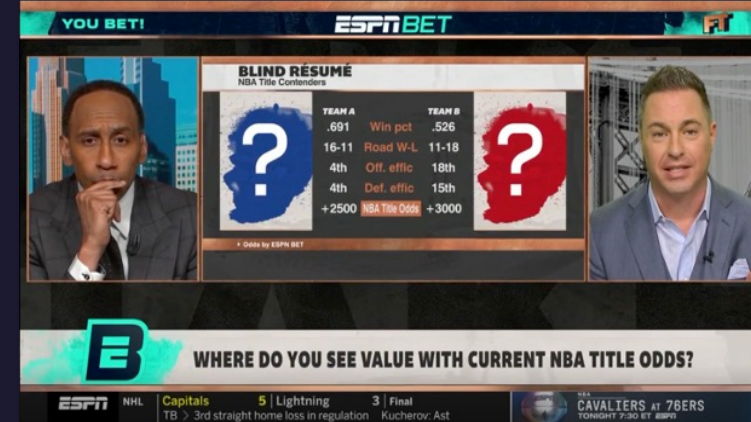 YOU BET!
ESPN BET
FT
BLIND RÉSUMÉ
NBA Title Contenders
TEAM A TEAM B
.691 Win pct .526
16-11 Road W-L 11-18
4th Off. effic 18th
4th Def. effic 15th
+2500 NBA Title Odds +3000
? ?
Odds by ESPN BET
B
WHERE DO YOU SEE VALUE WITH CURRENT NBA TITLE ODDS?
ESPN NHL Capitals 5 Lightning 3 Final
TB > 3rd straight home loss in regulation Kucherov: Ast
NBA
CAVALIERS AT 76ERS
TONIGHT 7:30 ET ESPN